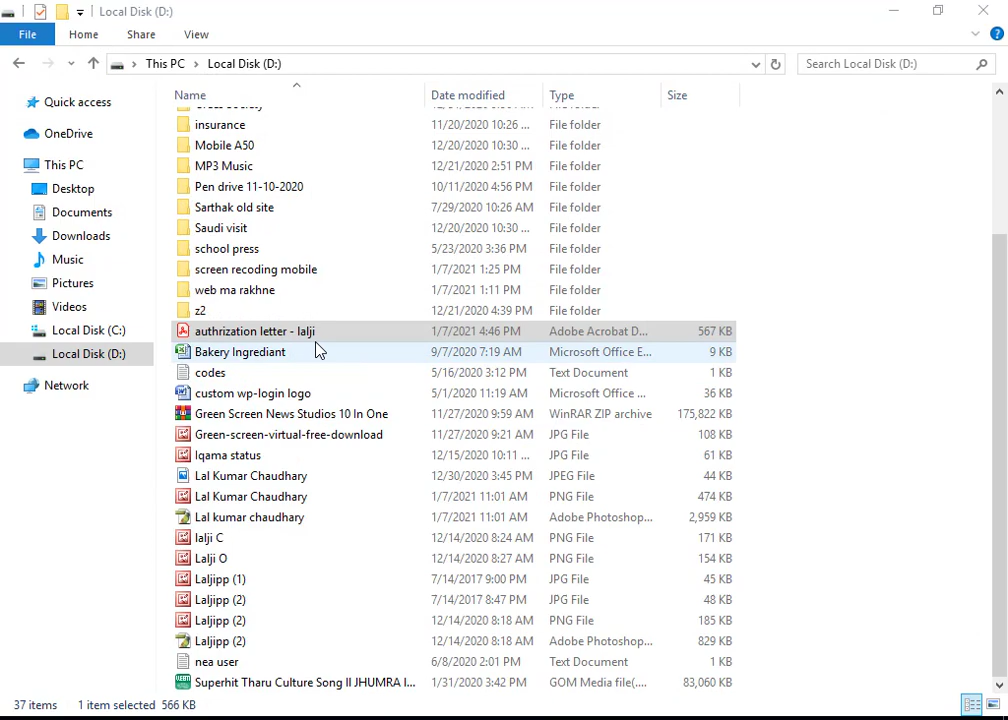 Local Disk (D:)
File Home Share View
This PC Local Disk (D:) Search Local Disk (D:)
Name Date modified Type Size
Quick access
OneDrive
This PC
Desktop
Documents
Downloads
Music
Pictures
Videos
Local Disk (C:)
Local Disk (D:)
Network
insurance 11/20/2020 10:26 ... File folder
Mobile A50 12/20/2020 10:30 ... File folder
MP3 Music 12/21/2020 2:51 PM File folder
Pen drive 11-10-2020 10/11/2020 4:56 PM File folder
Sarthak old site 7/29/2020 10:26 AM File folder
Saudi visit 12/20/2020 10:30 ... File folder
school press 5/23/2020 3:36 PM File folder
screen recoding mobile 1/7/2021 1:25 PM File folder
web ma rakhne 1/7/2021 1:11 PM File folder
z2 12/21/2020 4:39 PM File folder
authrization letter - lalji 1/7/2021 4:46 PM Adobe Acrobat D... 567 KB
Bakery Ingrediant 9/7/2020 7:19 AM Microsoft Office E... 9 KB
codes 5/16/2020 3:12 PM Text Document 1 KB
custom wp-login logo 5/1/2020 11:19 AM Microsoft Office ... 36 KB
Green Screen News Studios 10 In One 11/27/2020 9:59 AM WinRAR ZIP archive 175,822 KB
Green-screen-virtual-free-download 11/27/2020 9:21 AM JPG File 108 KB
Iqama status 12/15/2020 10:11 ... JPG File 61 KB
Lal Kumar Chaudhary 12/30/2020 3:45 PM JPEG File 44 KB
Lal Kumar Chaudhary 1/7/2021 11:01 AM PNG File 474 KB
Lal kumar chaudhary 1/7/2021 11:01 AM Adobe Photoshop... 2,959 KB
lalji C 12/14/2020 8:24 AM PNG File 171 KB
Lalji O 12/14/2020 8:27 AM PNG File 154 KB
Laljipp (1) 7/14/2017 9:00 PM JPG File 45 KB
Laljipp (2) 7/14/2017 8:47 PM JPG File 48 KB
Laljipp (2) 12/14/2020 8:18 AM PNG File 185 KB
Laljipp (2) 12/14/2020 8:18 AM Adobe Photoshop... 829 KB
nea user 6/8/2020 2:01 PM Text Document 1 KB
Superhit Tharu Culture Song II JHUMRA I... 1/31/2020 3:42 PM GOM Media file(.... 83,060 KB
37 items 1 item selected 566 KB